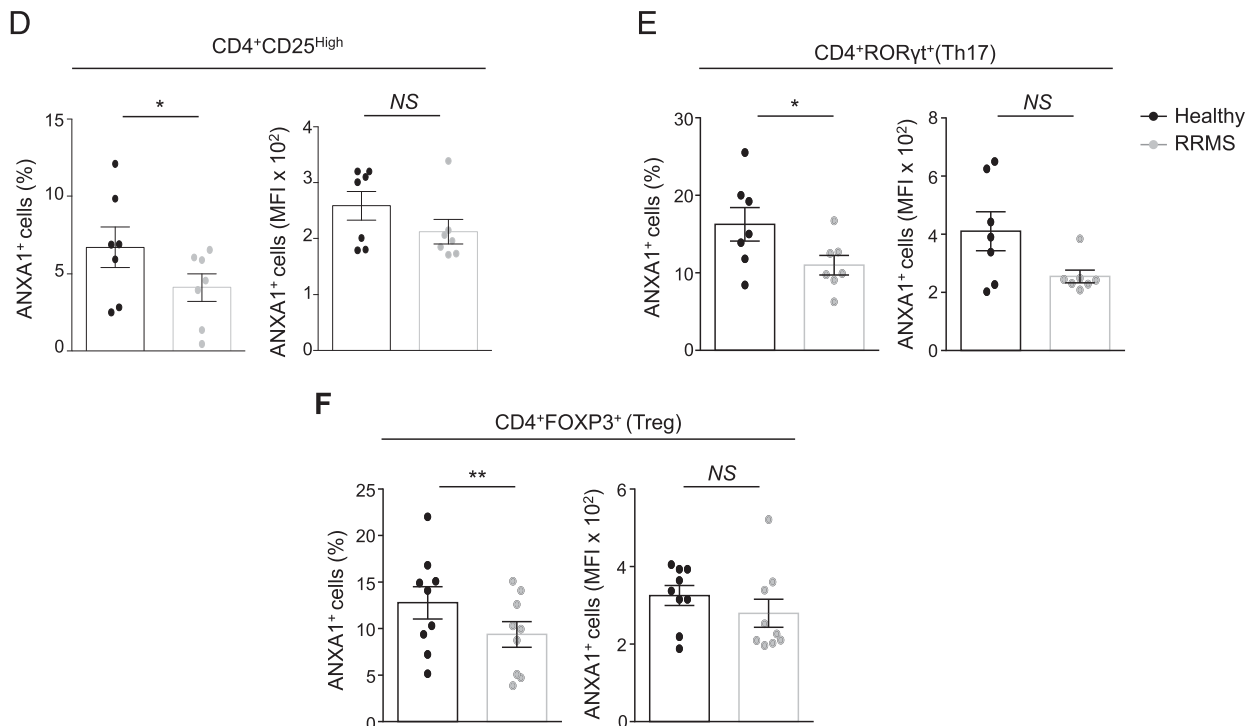 D
CD4⁺CD25ᴴⁱᵍʰ
*
ANXA1⁺ cells (%)
15
10
5
0
NS
ANXA1⁺ cells (MFI x 10²)
4
3
2
1
0
E
CD4⁺RORγt⁺(Th17)
*
ANXA1⁺ cells (%)
30
20
10
0
NS
ANXA1⁺ cells (MFI x 10²)
8
6
4
2
0
Healthy
RRMS
F
CD4⁺FOXP3⁺ (Treg)
**
ANXA1⁺ cells (%)
25
20
15
10
5
0
NS
ANXA1⁺ cells (MFI x 10²)
6
4
2
0